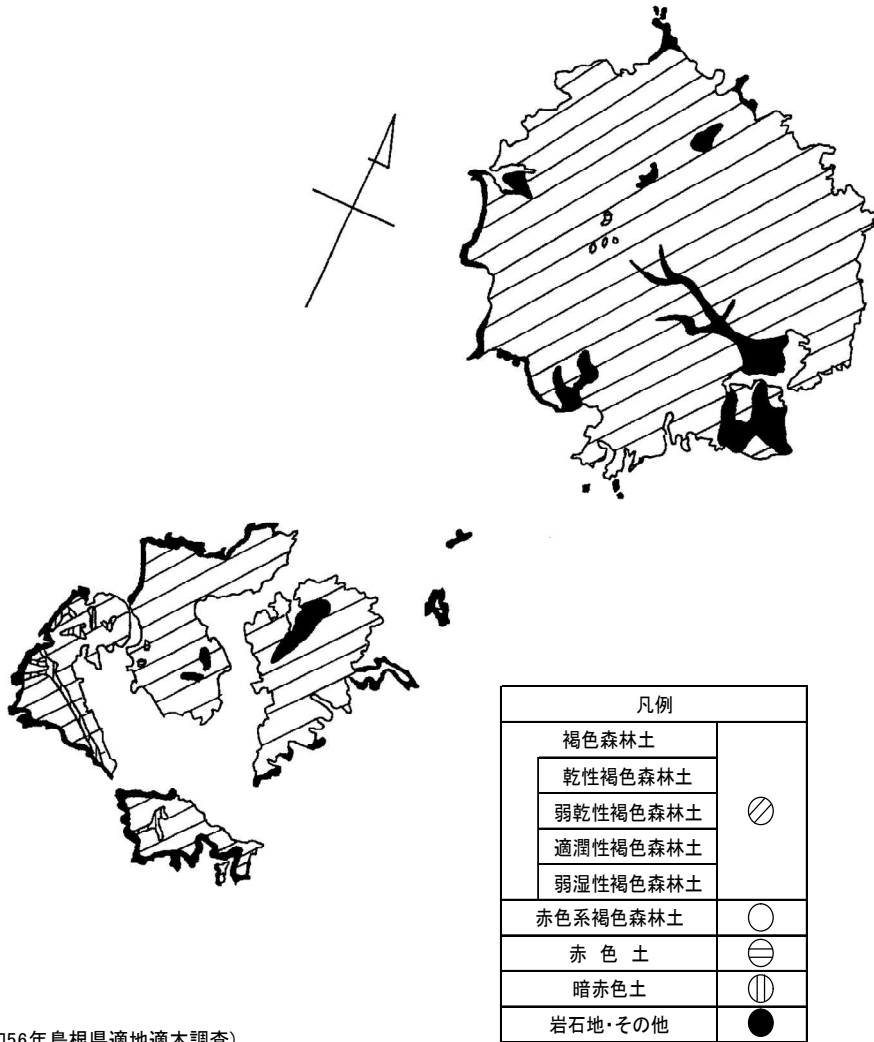 凡例
褐色森林土
乾性褐色森林土
弱乾性褐色森林土
適潤性褐色森林土
弱湿性褐色森林土
赤色系褐色森林土
赤 色 土
暗赤色土
岩石地・その他
56年島根県適地適木調査)